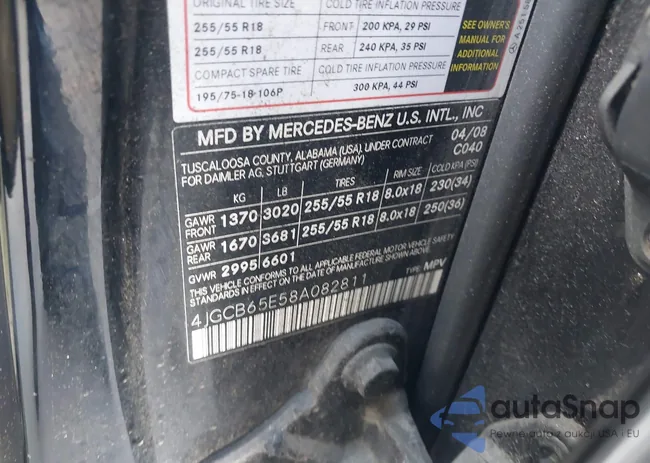 ORIGINAL TIRE SIZE COLD TIRE INFLATION PRESSURE
255/55 R18 FRONT 200 KPA, 29 PSI
255/55 R18 REAR 240 KPA, 35 PSI
COMPACT SPARE TIRE COLD TIRE INFLATION PRESSURE
195/75-18-106P 300 KPA, 44 PSI
SEE OWNER'S
MANUAL FOR
ADDITIONAL
INFORMATION
MFD BY MERCEDES-BENZ U.S. INTL., INC
TUSCALOOSA COUNTY, ALABAMA (USA), UNDER CONTRACT 04/08
FOR DAIMLER AG, STUTTGART (GERMANY) C040
KG LB TIRES RIM SIZE COLD KPA (PSI)
GAWR FRONT 1370 3020 255/55 R18 8.0x18 230(34)
GAWR REAR 1670 3681 255/55 R18 8.0x18 250(36)
GVWR 2995 6601
THIS VEHICLE CONFORMS TO ALL APPLICABLE FEDERAL MOTOR VEHICLE SAFETY
STANDARDS IN EFFECT ON THE DATE OF MANUFACTURE SHOWN ABOVE.
4JGCB65E58A082811 TYPE: MPV
autoSnap
Pewne auta z aukcji USA i EU